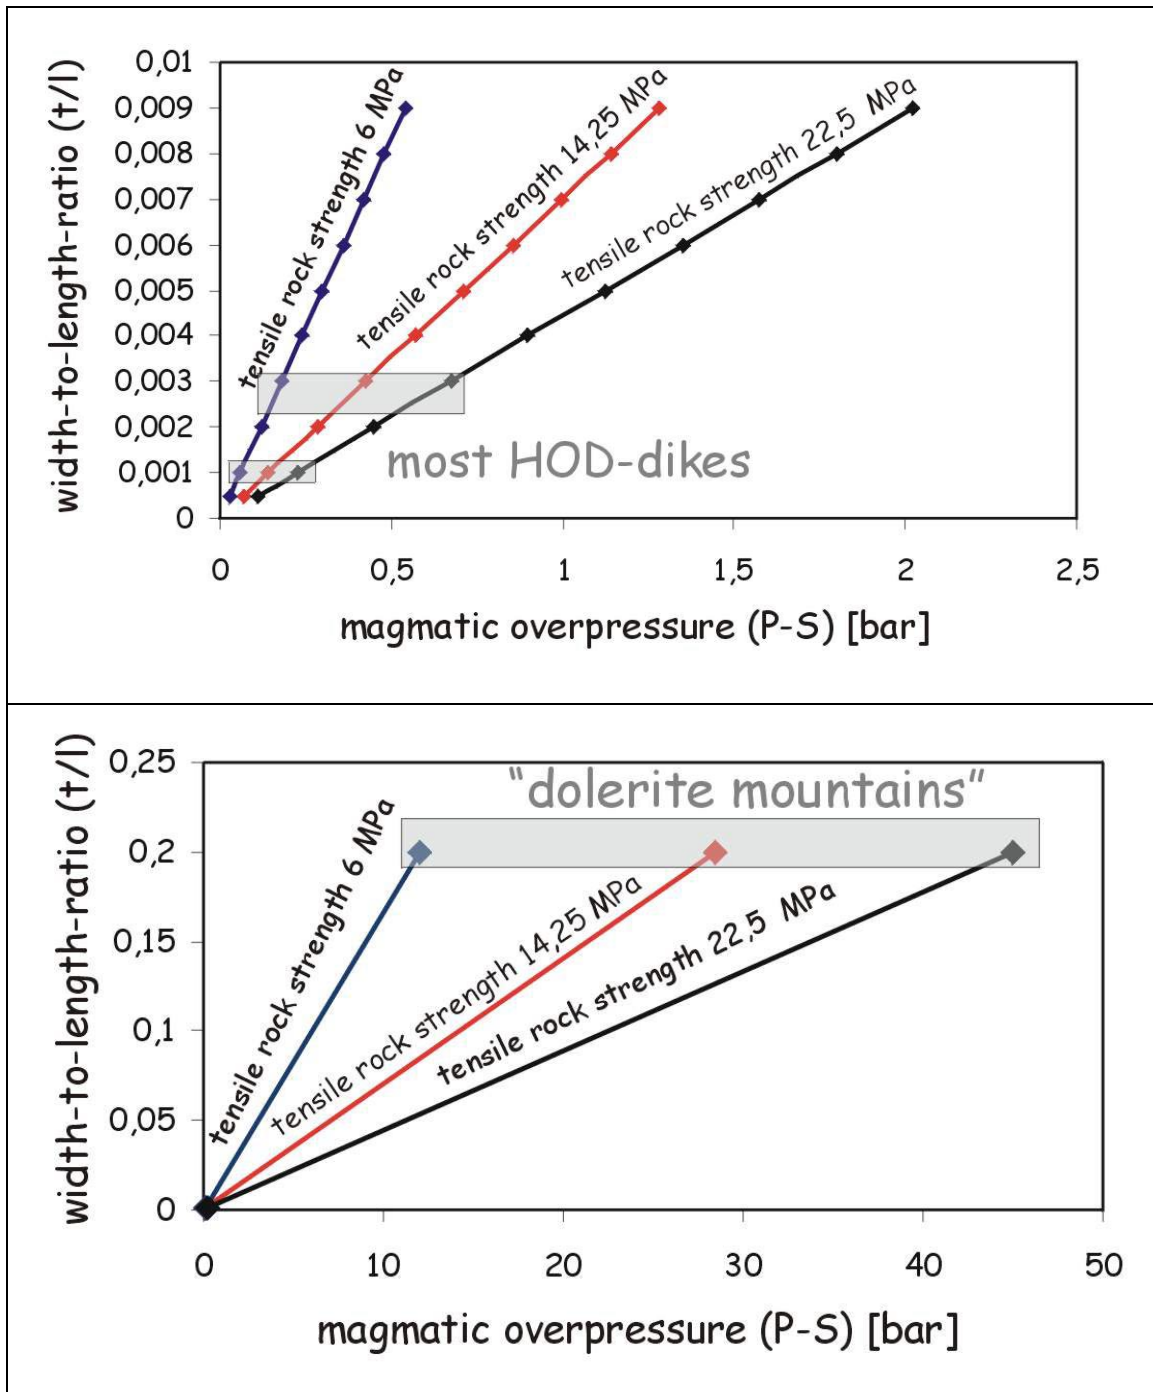 width-to-length-ratio (t/l)
0,01
0,009
0,008
0,007
0,006
0,005
0,004
0,003
0,002
0,001
0
tensile rock strength 6 MPa
tensile rock strength 14,25 MPa
tensile rock strength 22,5 MPa
most HOD-dikes
0
0,5
1
1,5
2
2,5
magmatic overpressure (P-S) [bar]
width-to-length-ratio (t/l)
0,25
0,2
0,15
0,1
0,05
0
"dolerite mountains"
tensile rock strength 6 MPa
tensile rock strength 14,25 MPa
tensile rock strength 22,5 MPa
0
10
20
30
40
50
magmatic overpressure (P-S) [bar]